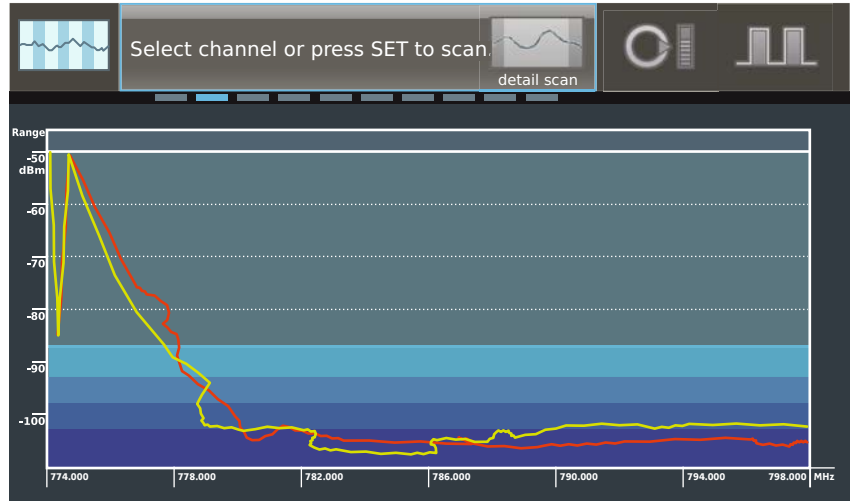 Select channel or press SET to scan.
detail scan
Range
-50
dBm
-60
-70
-80
-90
-100
774.000 778.000 782.000 786.000 790.000 794.000 798.000 MHz